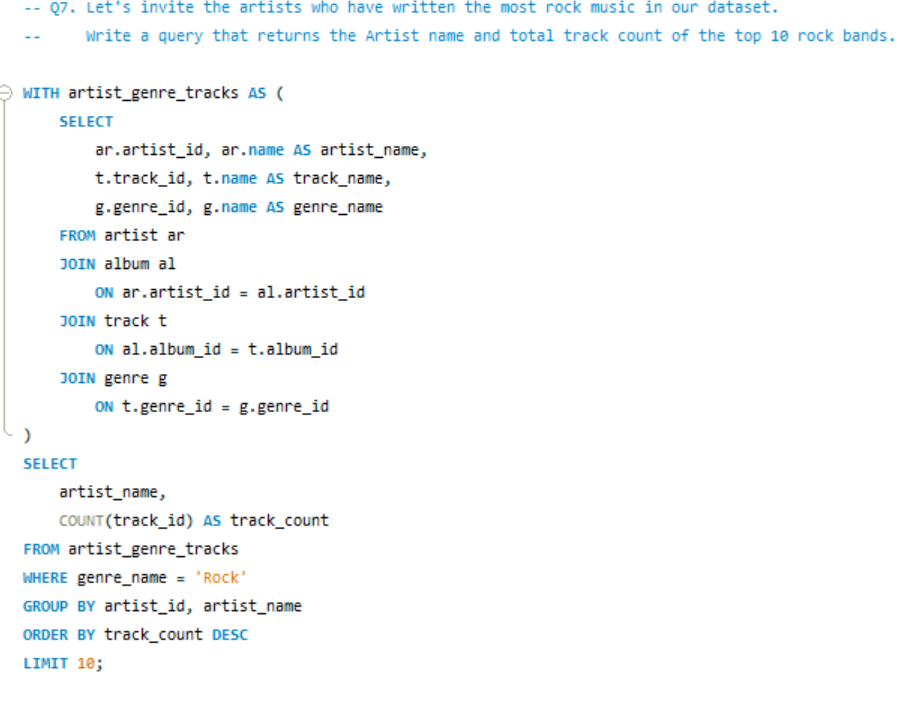 -- Q7. Let's invite the artists who have written the most rock music in our dataset.
--     Write a query that returns the Artist name and total track count of the top 10 rock bands.
WITH artist_genre_tracks AS (
    SELECT
        ar.artist_id, ar.name AS artist_name,
        t.track_id, t.name AS track_name,
        g.genre_id, g.name AS genre_name
    FROM artist ar
    JOIN album al
        ON ar.artist_id = al.artist_id
    JOIN track t
        ON al.album_id = t.album_id
    JOIN genre g
        ON t.genre_id = g.genre_id
)
SELECT
    artist_name,
    COUNT(track_id) AS track_count
FROM artist_genre_tracks
WHERE genre_name = 'Rock'
GROUP BY artist_id, artist_name
ORDER BY track_count DESC
LIMIT 10;